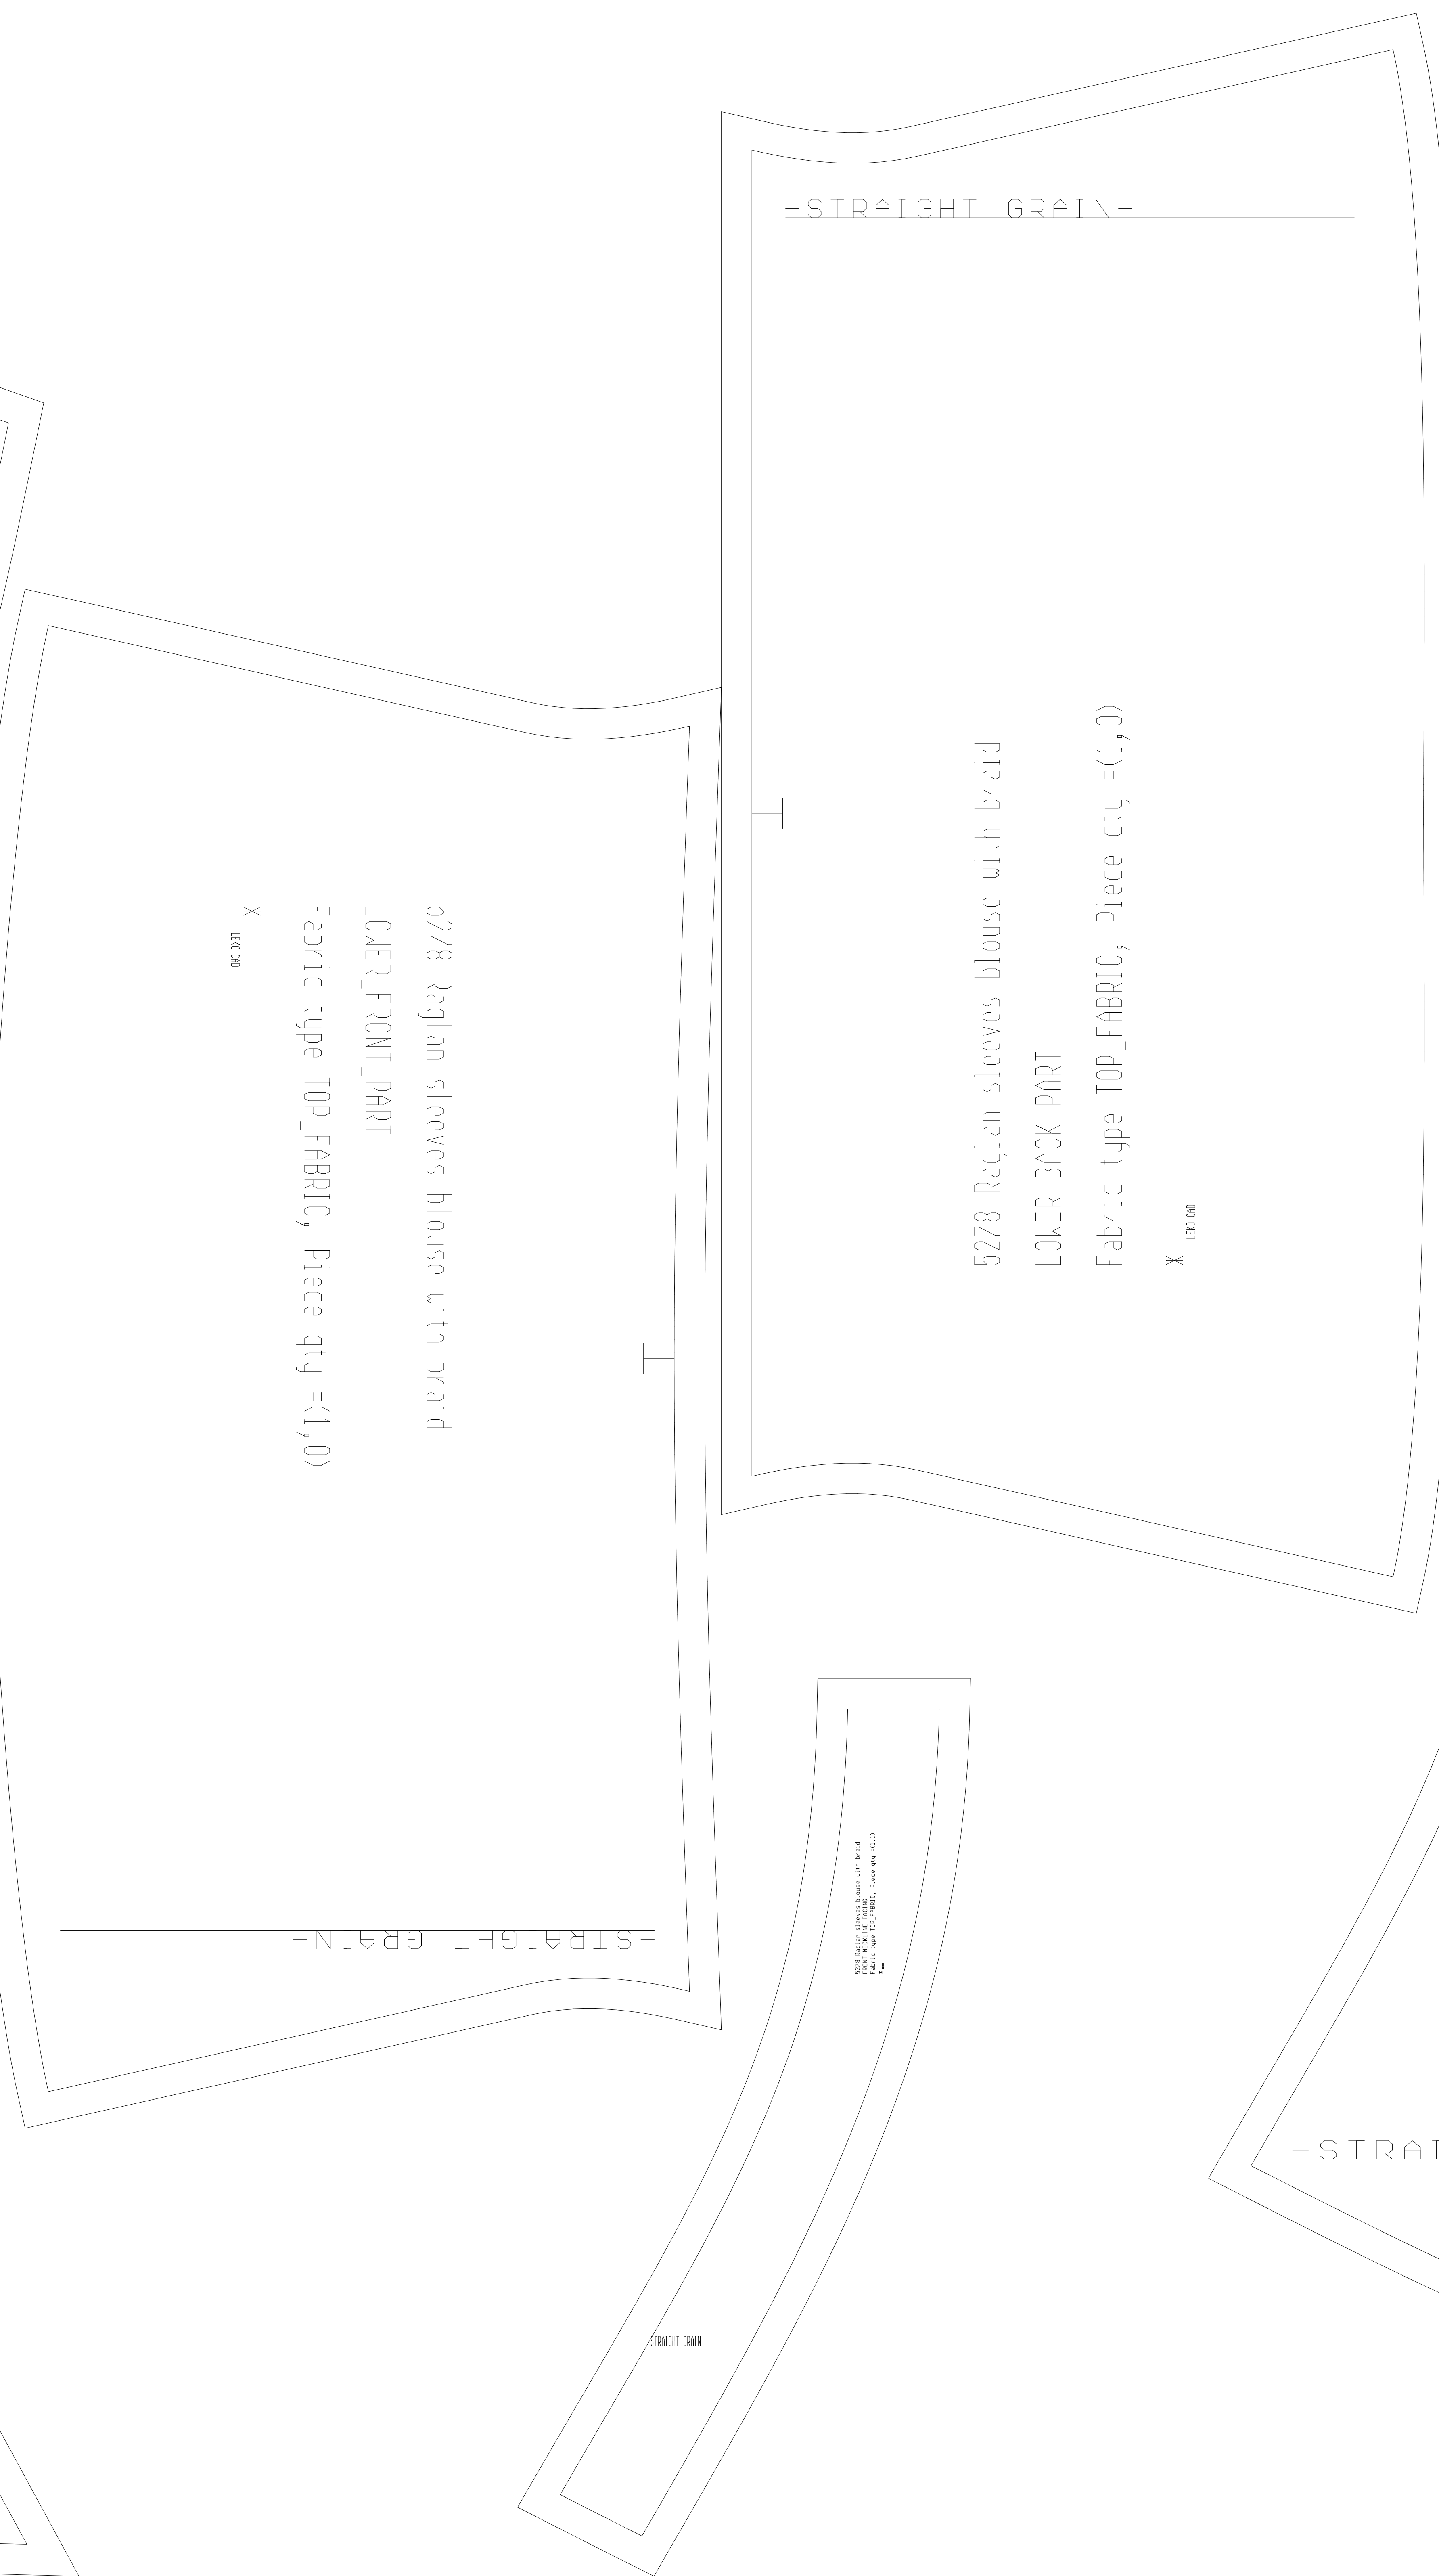 -STRAIGHT GRAIN-
5278 Raglan sleeves blouse with braid
LOWER_BACK_PART
Fabric type TOP_FABRIC, Piece qty =(1,0)
LEKO CAD
5278 Raglan sleeves blouse with braid
LOWER_FRONT_PART
Fabric type TOP_FABRIC, Piece qty =(1,0)
LEKO CAD
-STRAIGHT GRAIN-
5278 Raglan sleeves blouse with braid
FRONT_NECKLINE_FACING
Fabric type TOP_FABRIC, Piece qty =(1,1)
-STRAIGHT GRAIN-
-STRAI